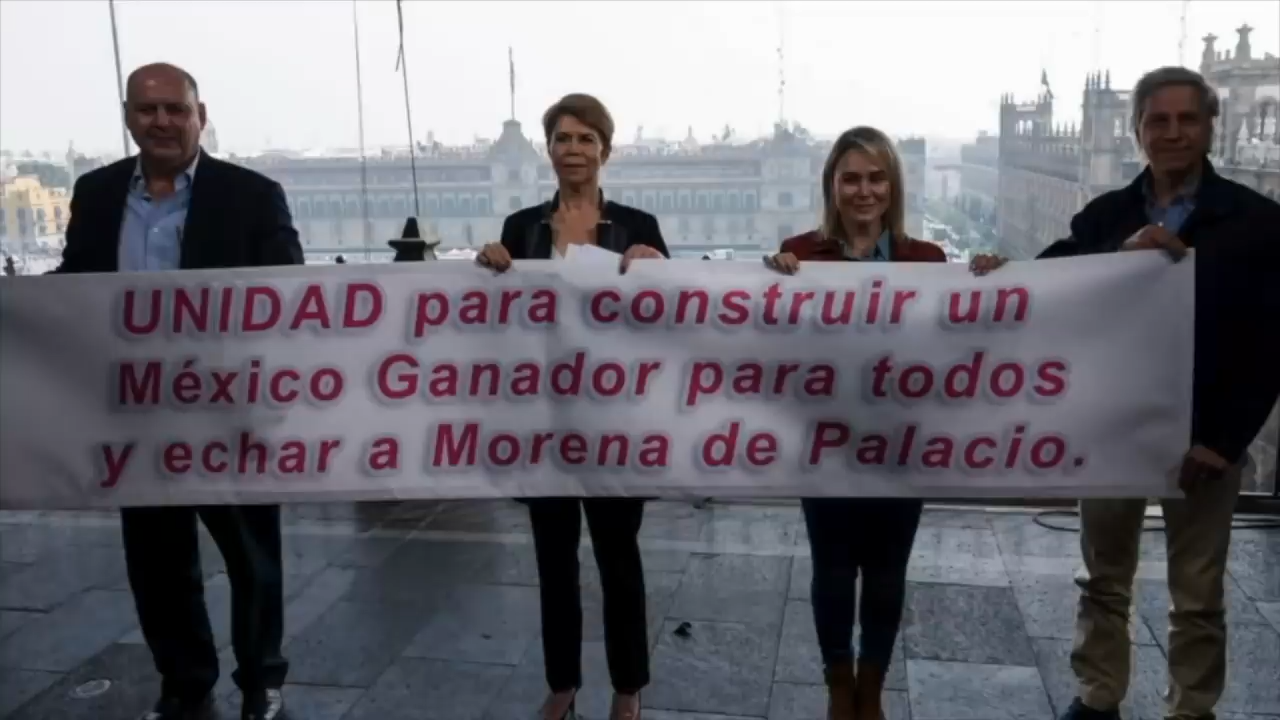 UNIDAD para construir un
México Ganador para todos
y echar a Morena de Palacio.